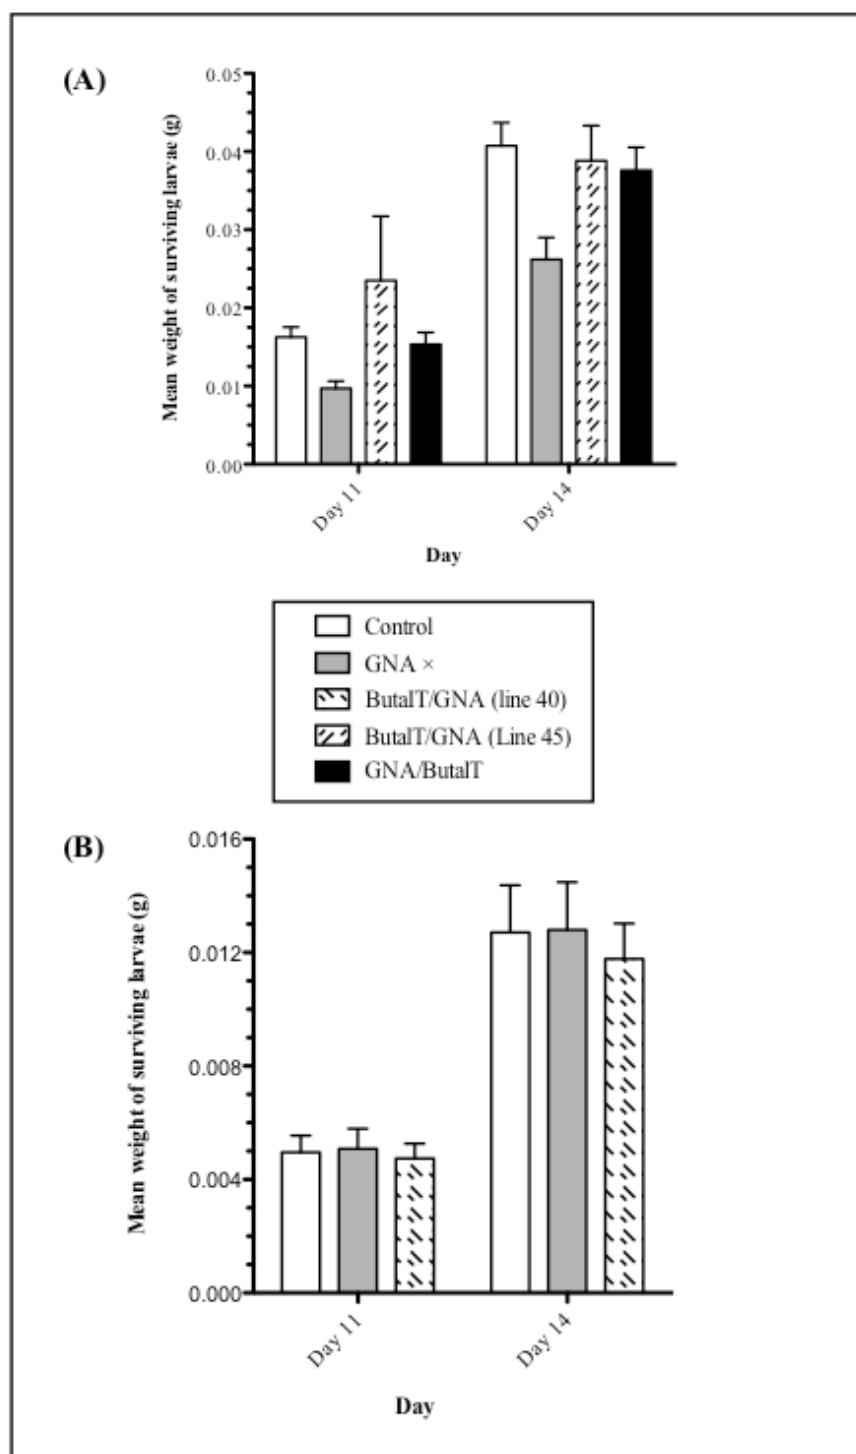 (A)
Mean weight of surviving larvae (g)
0.05
0.04
0.03
0.02
0.01
0.00
Day 11
Day 14
Day
Control
GNA ×
ButaIT/GNA (line 40)
ButaIT/GNA (Line 45)
GNA/ButaIT
(B)
Mean weight of surviving larvae (g)
0.016
0.012
0.008
0.004
0.000
Day 11
Day 14
Day